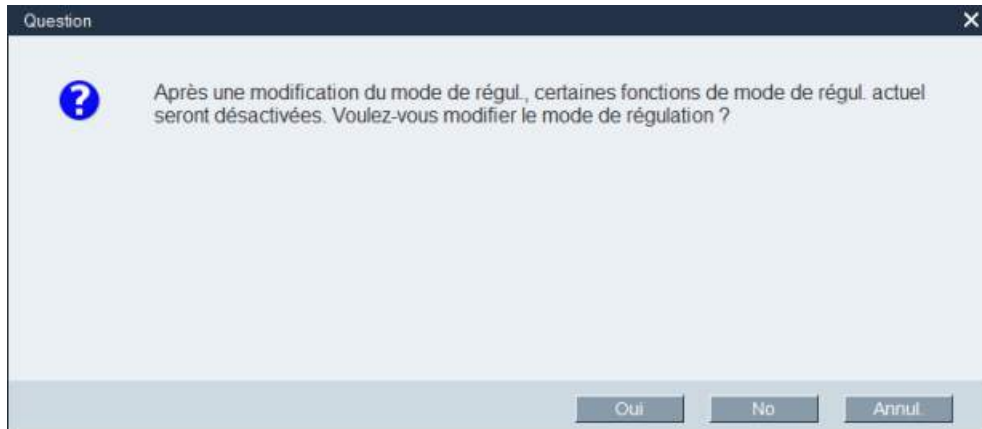 Question
Après une modification du mode de régul., certaines fonctions de mode de régul. actuel
seront désactivées. Voulez-vous modifier le mode de régulation ?
Oui No Annul.